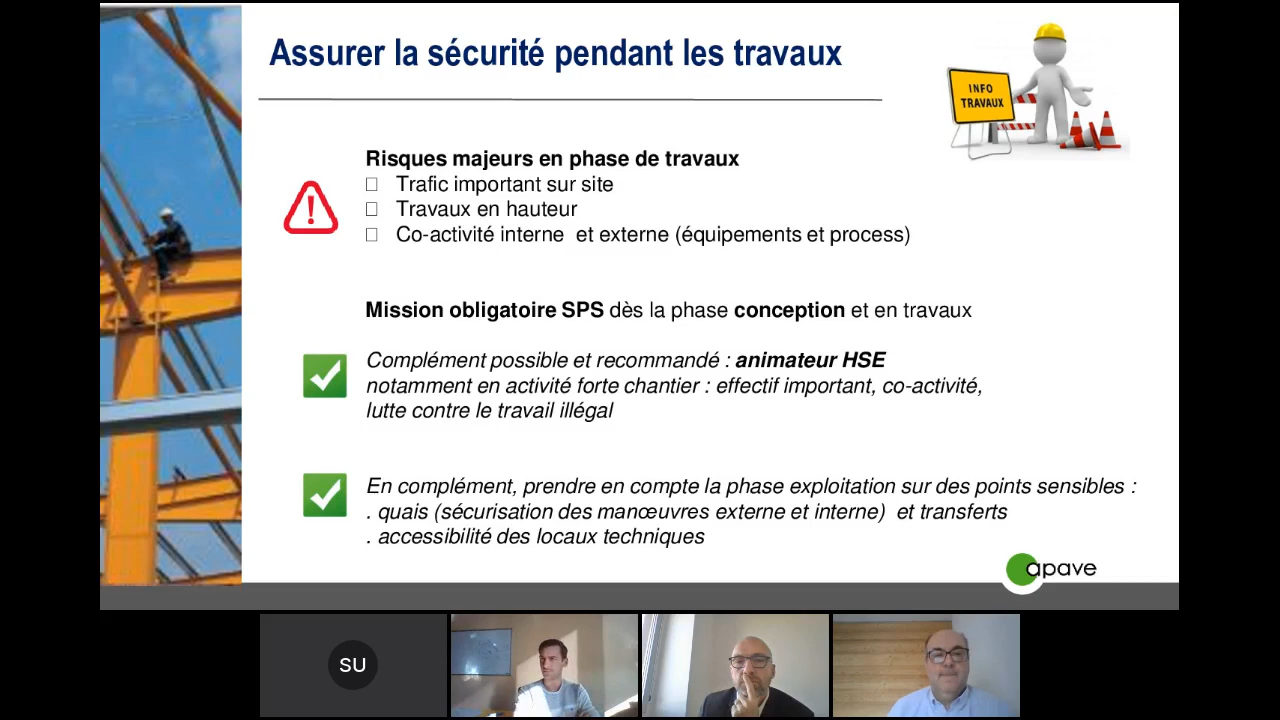 Assurer la sécurité pendant les travaux
INFO
TRAVAUX
Risques majeurs en phase de travaux
Trafic important sur site
Travaux en hauteur
Co-activité interne et externe (équipements et process)
Mission obligatoire SPS dès la phase conception et en travaux
Complément possible et recommandé : animateur HSE
notamment en activité forte chantier : effectif important, co-activité,
lutte contre le travail illégal
En complément, prendre en compte la phase exploitation sur des points sensibles :
. quais (sécurisation des manœuvres externe et interne) et transferts
. accessibilité des locaux techniques
apave
SU